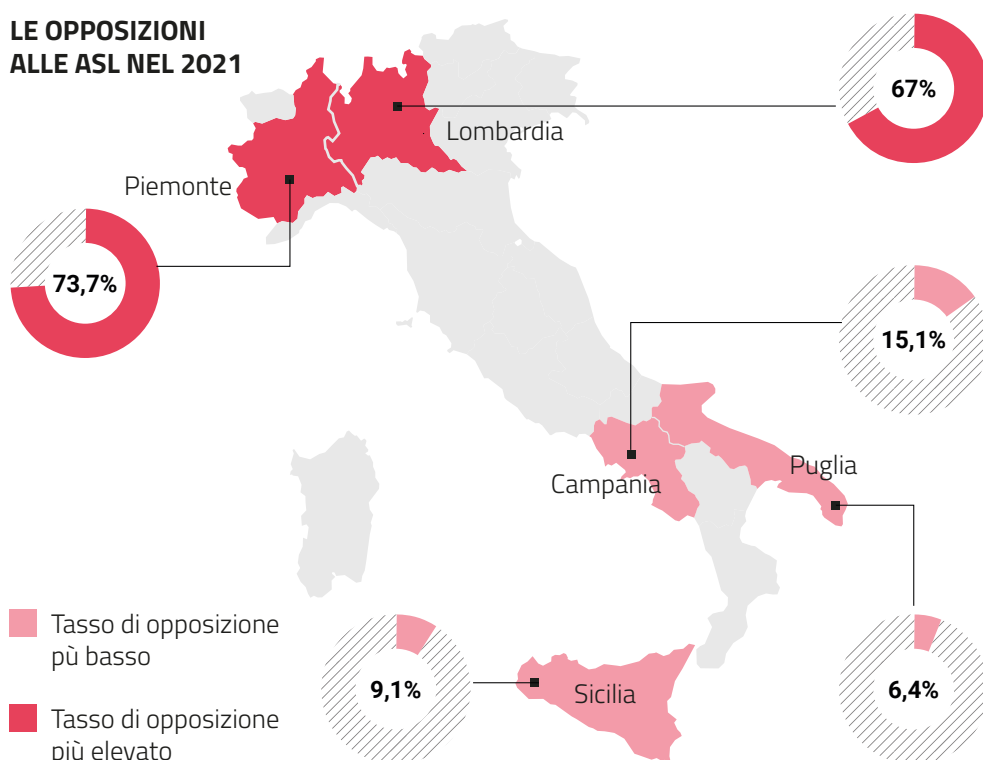 LE OPPOSIZIONI
ALLE ASL NEL 2021
67%
Lombardia
Piemonte
73,7%
15,1%
Puglia
Campania
Tasso di opposizione
pù basso
9,1%
Sicilia
6,4%
Tasso di opposizione
più elevato